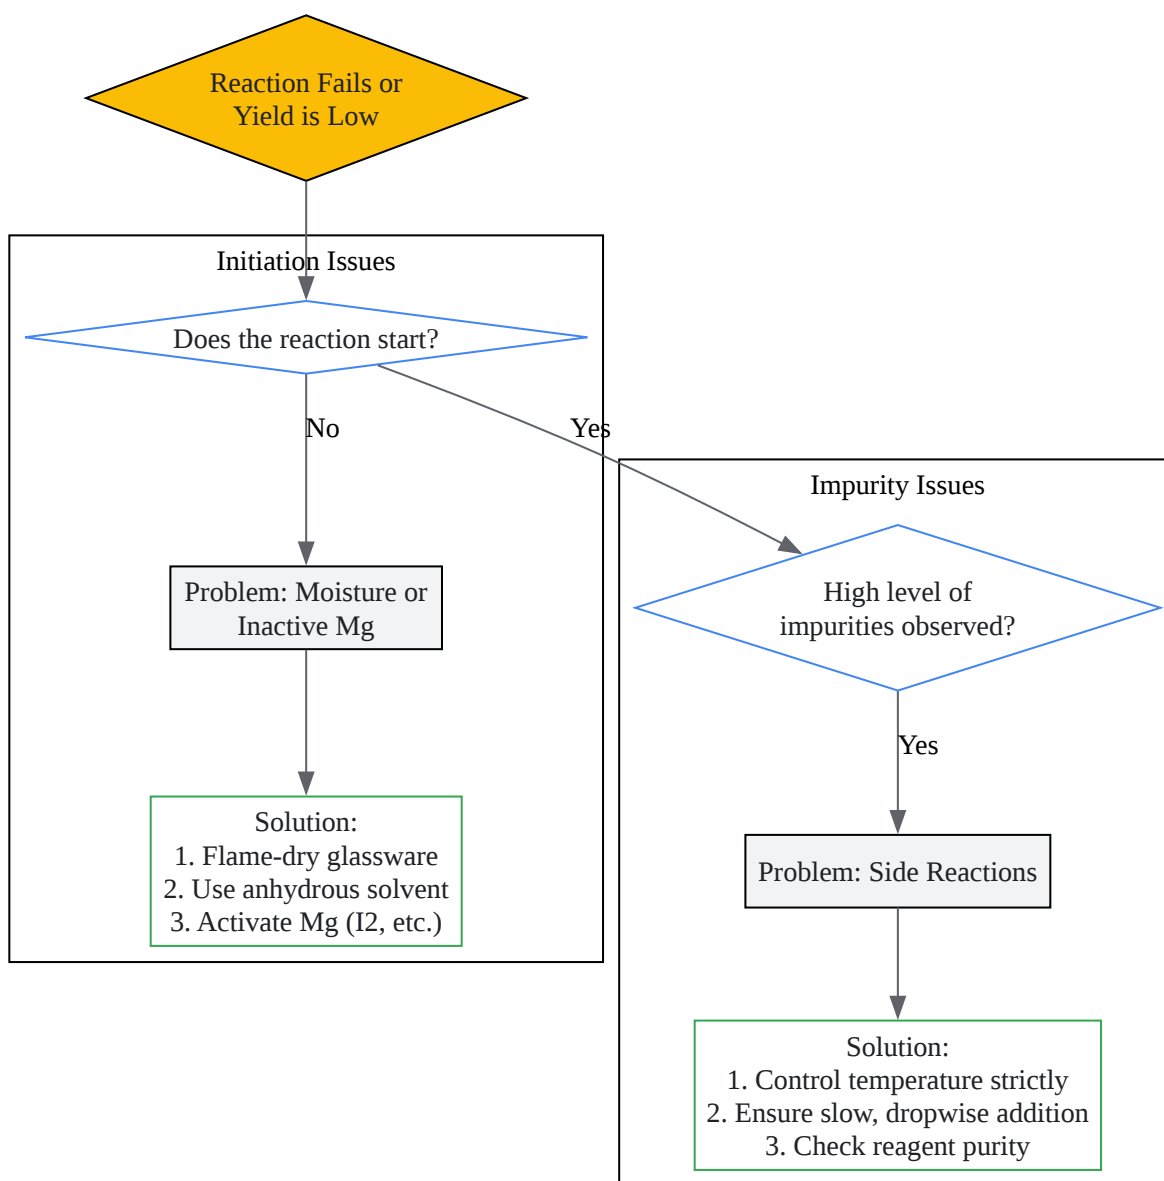 Reaction Fails or
Yield is Low
Initiation Issues
Does the reaction start?
No
Yes
Problem: Moisture or
Inactive Mg
Solution:
1. Flame-dry glassware
2. Use anhydrous solvent
3. Activate Mg (I2, etc.)
Impurity Issues
High level of
impurities observed?
Yes
Problem: Side Reactions
Solution:
1. Control temperature strictly
2. Ensure slow, dropwise addition
3. Check reagent purity